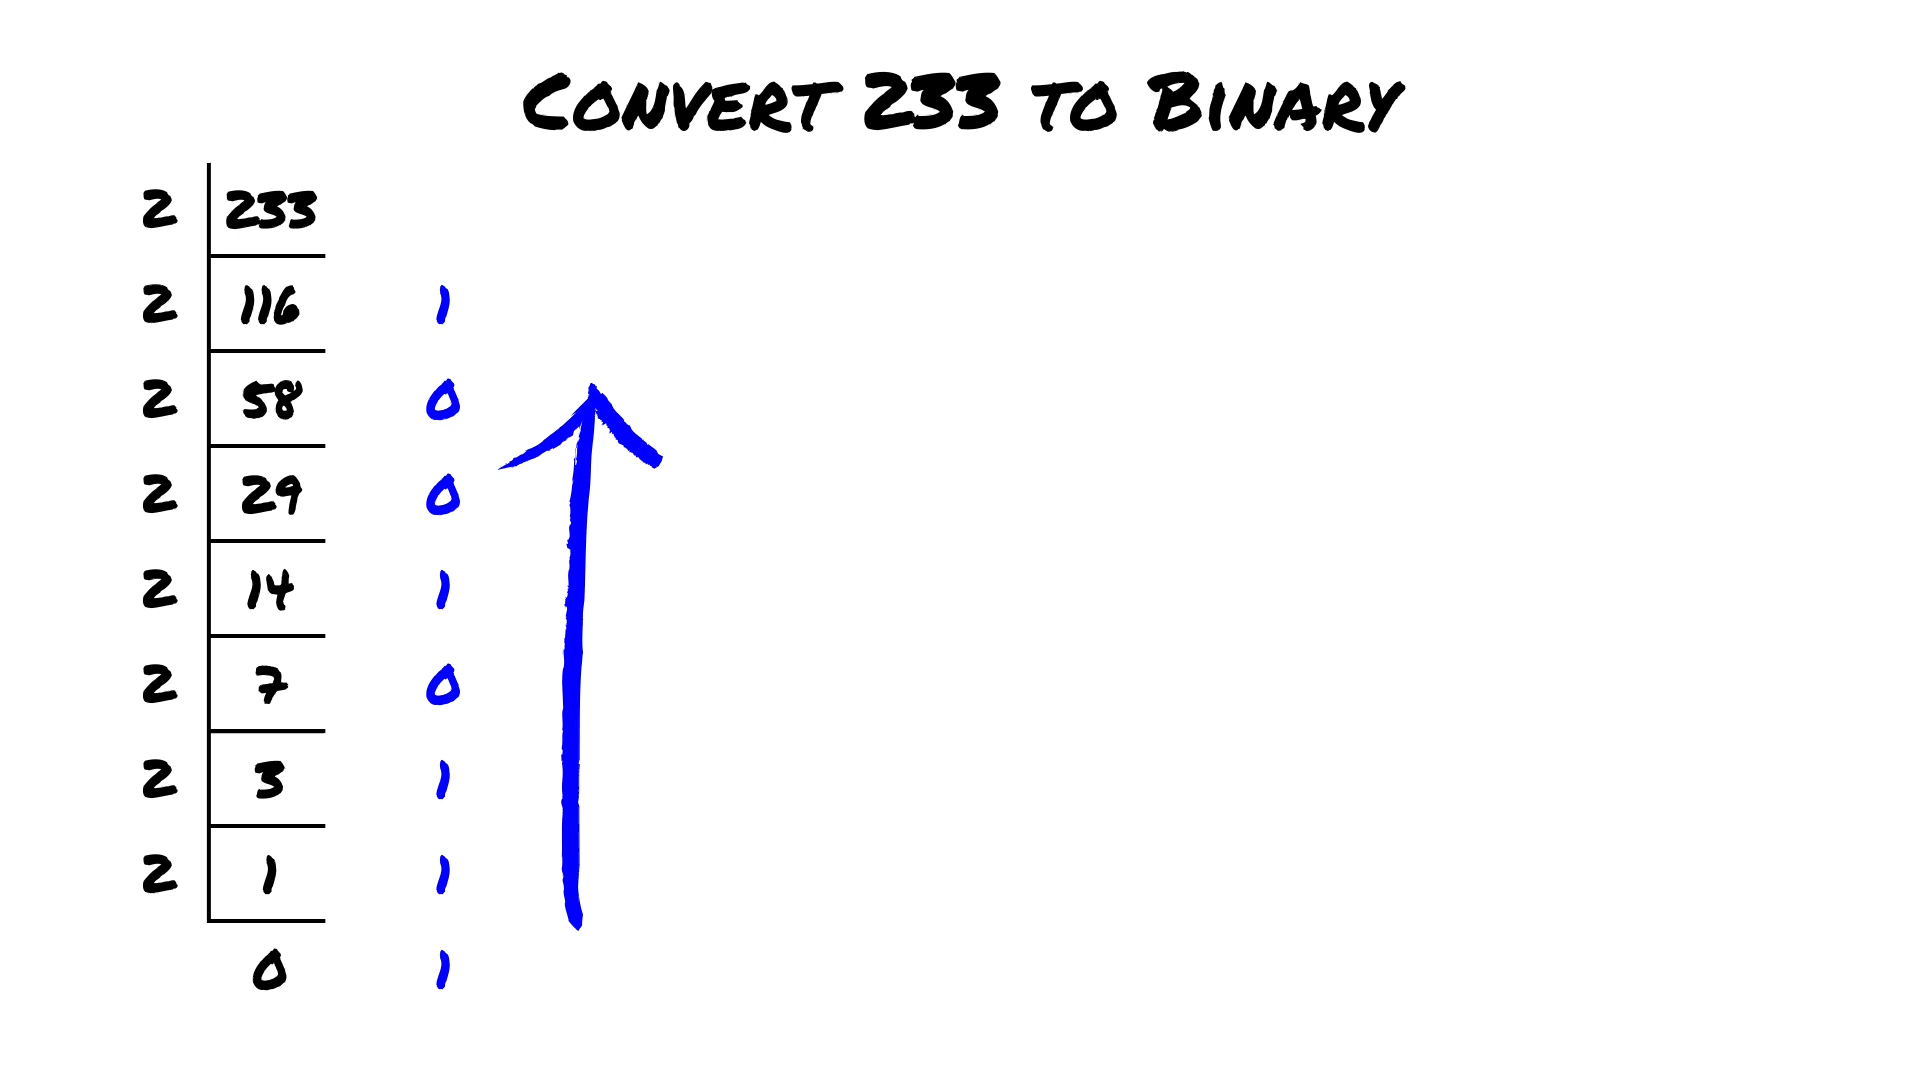 Convert 233 to Binary
2 233
2 116 1
2 58 0
2 29 0
2 14 1
2 7 0
2 3 1
2 1 1
0 1